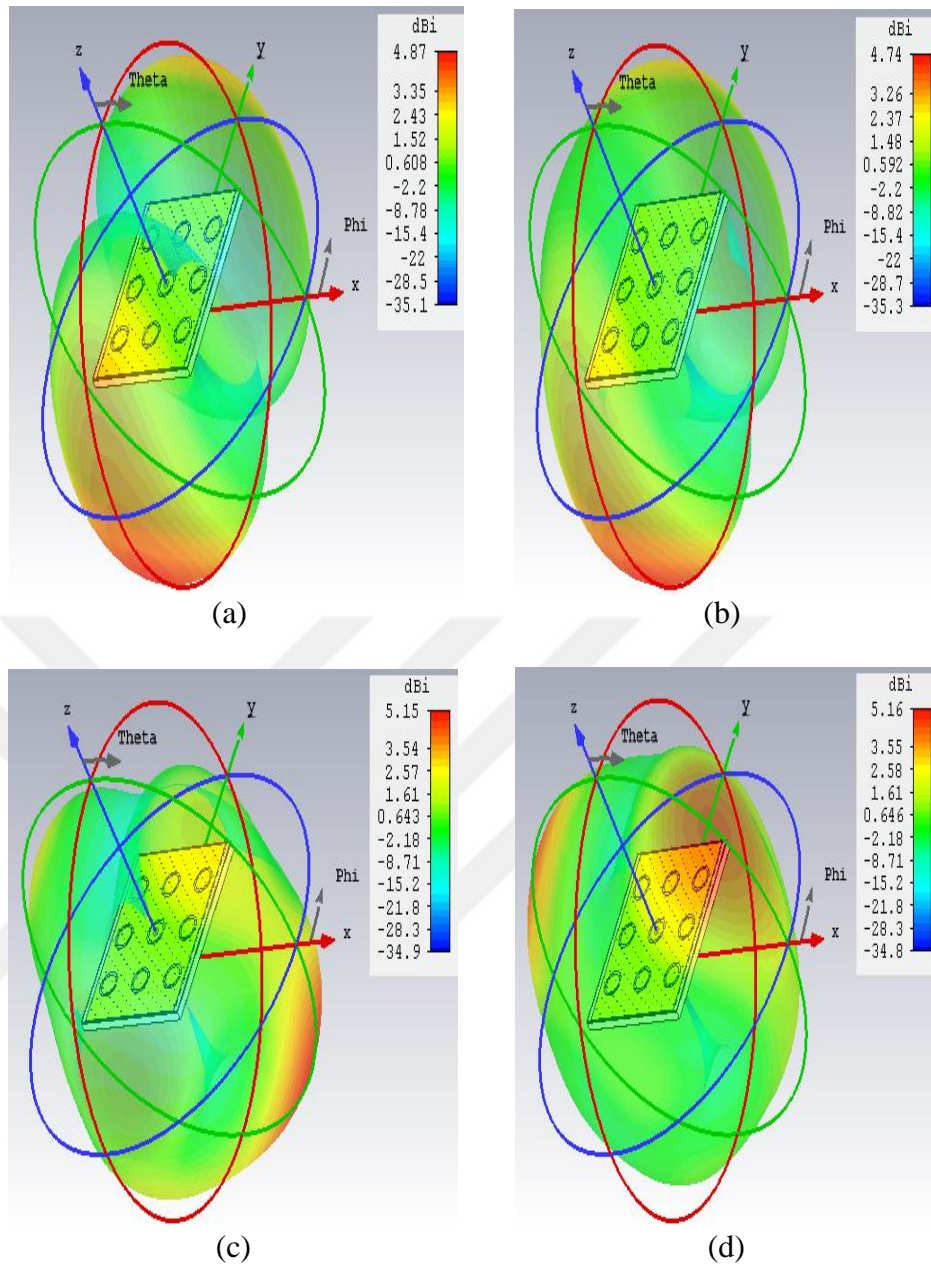 dBi
4.87
3.35
2.43
1.52
0.608
-2.2
-8.78
-15.4
-22
-28.5
-35.1
z
y
Theta
Phi
x
(a)
dBi
4.74
3.26
2.37
1.48
0.592
-2.2
-8.82
-15.4
-22.1
-28.7
-35.3
z
y
Theta
Phi
x
(b)
dBi
5.15
3.54
2.57
1.61
0.643
-2.18
-8.71
-15.2
-21.8
-28.3
-34.9
z
y
Theta
Phi
x
(c)
dBi
5.16
3.55
2.58
1.61
0.646
-2.18
-8.71
-15.2
-21.8
-28.3
-34.8
z
y
Theta
Phi
x
(d)